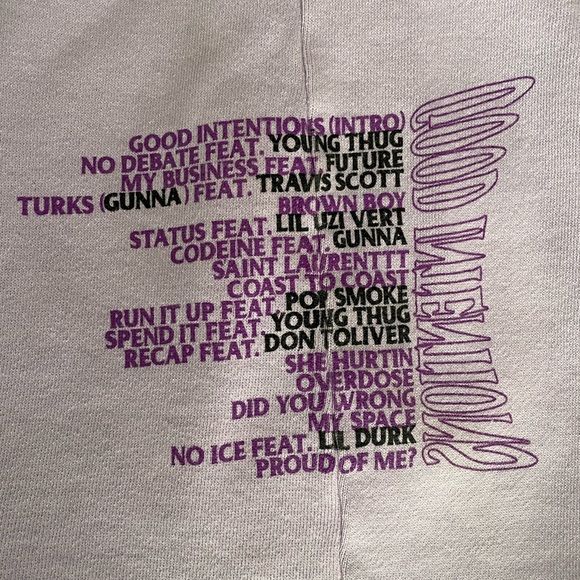 GOOD INTENTIONS (INTRO)
NO DEBATE FEAT. YOUNG THUG
MY BUSINESS FEAT. FUTURE
TURKS (GUNNA) FEAT. TRAVIS SCOTT
BROWN BOY
STATUS FEAT. LIL UZI VERT
CODEINE FEAT. GUNNA
SAINT LAURENTTT
COAST TO COAST
RUN IT UP FEAT. POP SMOKE
SPEND IT FEAT. YOUNG THUG
RECAP FEAT. DON TOLIVER
SHE HURTIN
OVERDOSE
DID YOU WRONG
MY SPACE
NO ICE FEAT. LIL DURK
PROUD OF ME?
GOOD INTENTIONS